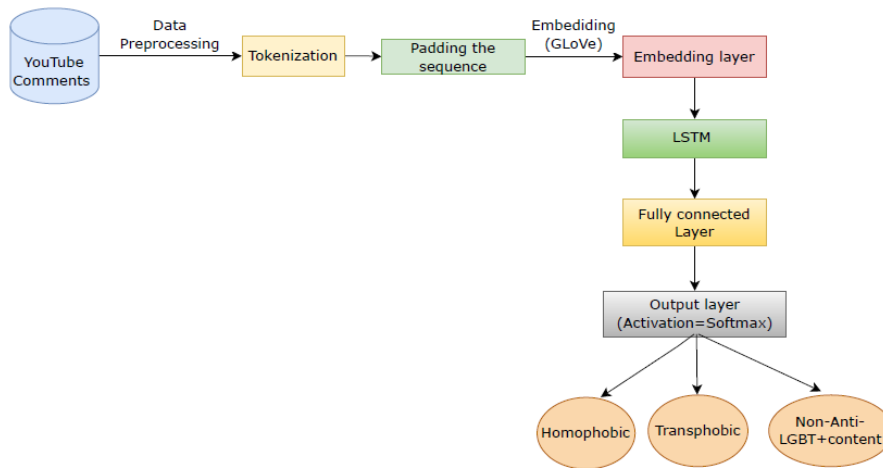 Data
Preprocessing
Embediding
(GLoVe)
YouTube
Comments
Tokenization
Padding the
sequence
Embedding layer
LSTM
Fully connected
Layer
Output layer
(Activation=Softmax)
Homophobic
Transphobic
Non-Anti-
LGBT+content